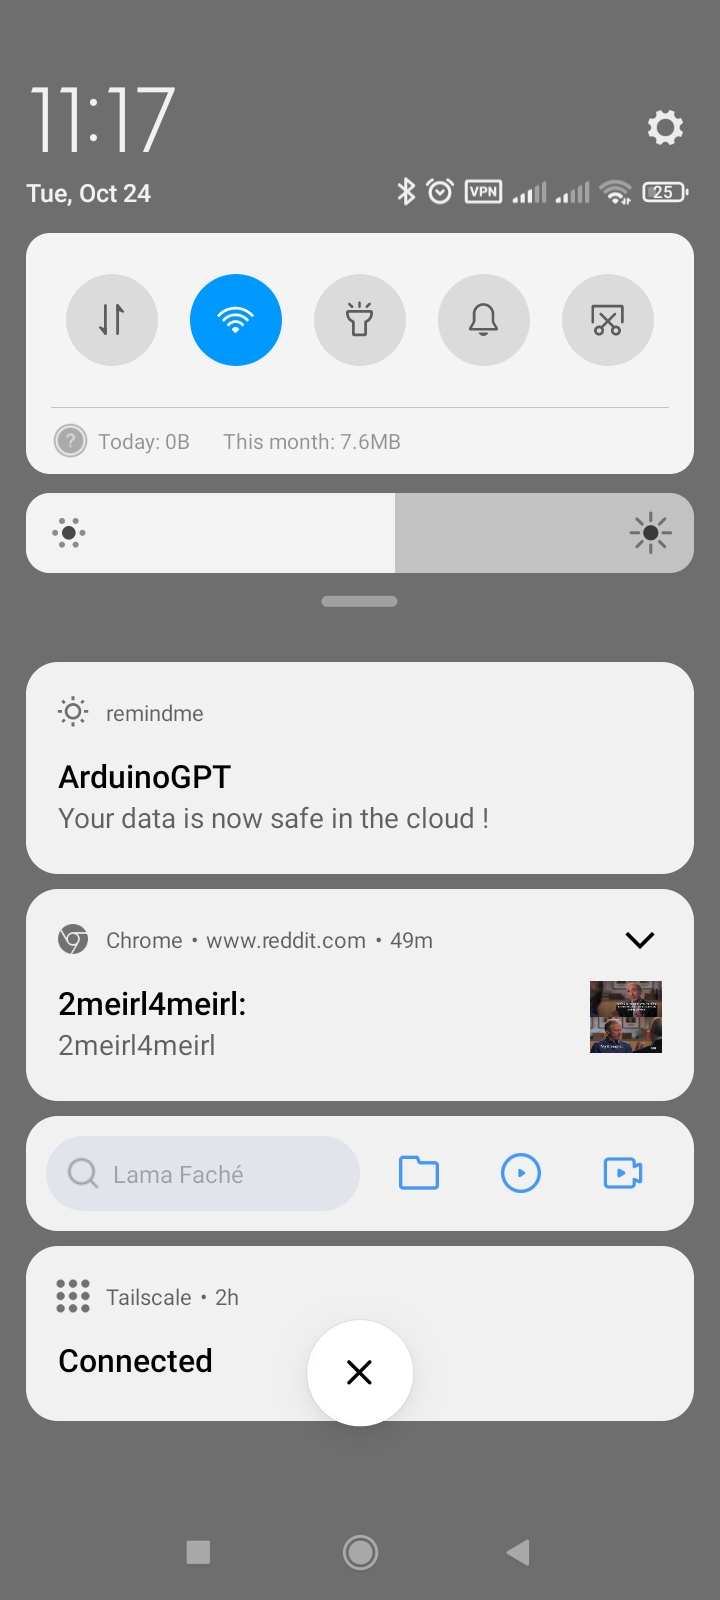 11:17
Tue, Oct 24
VPN
25
Today: 0B This month: 7.6MB
remindme
ArduinoGPT
Your data is now safe in the cloud !
Chrome • www.reddit.com • 49m
2meirl4meirl:
2meirl4meirl
Lama Faché
Tailscale • 2h
Connected